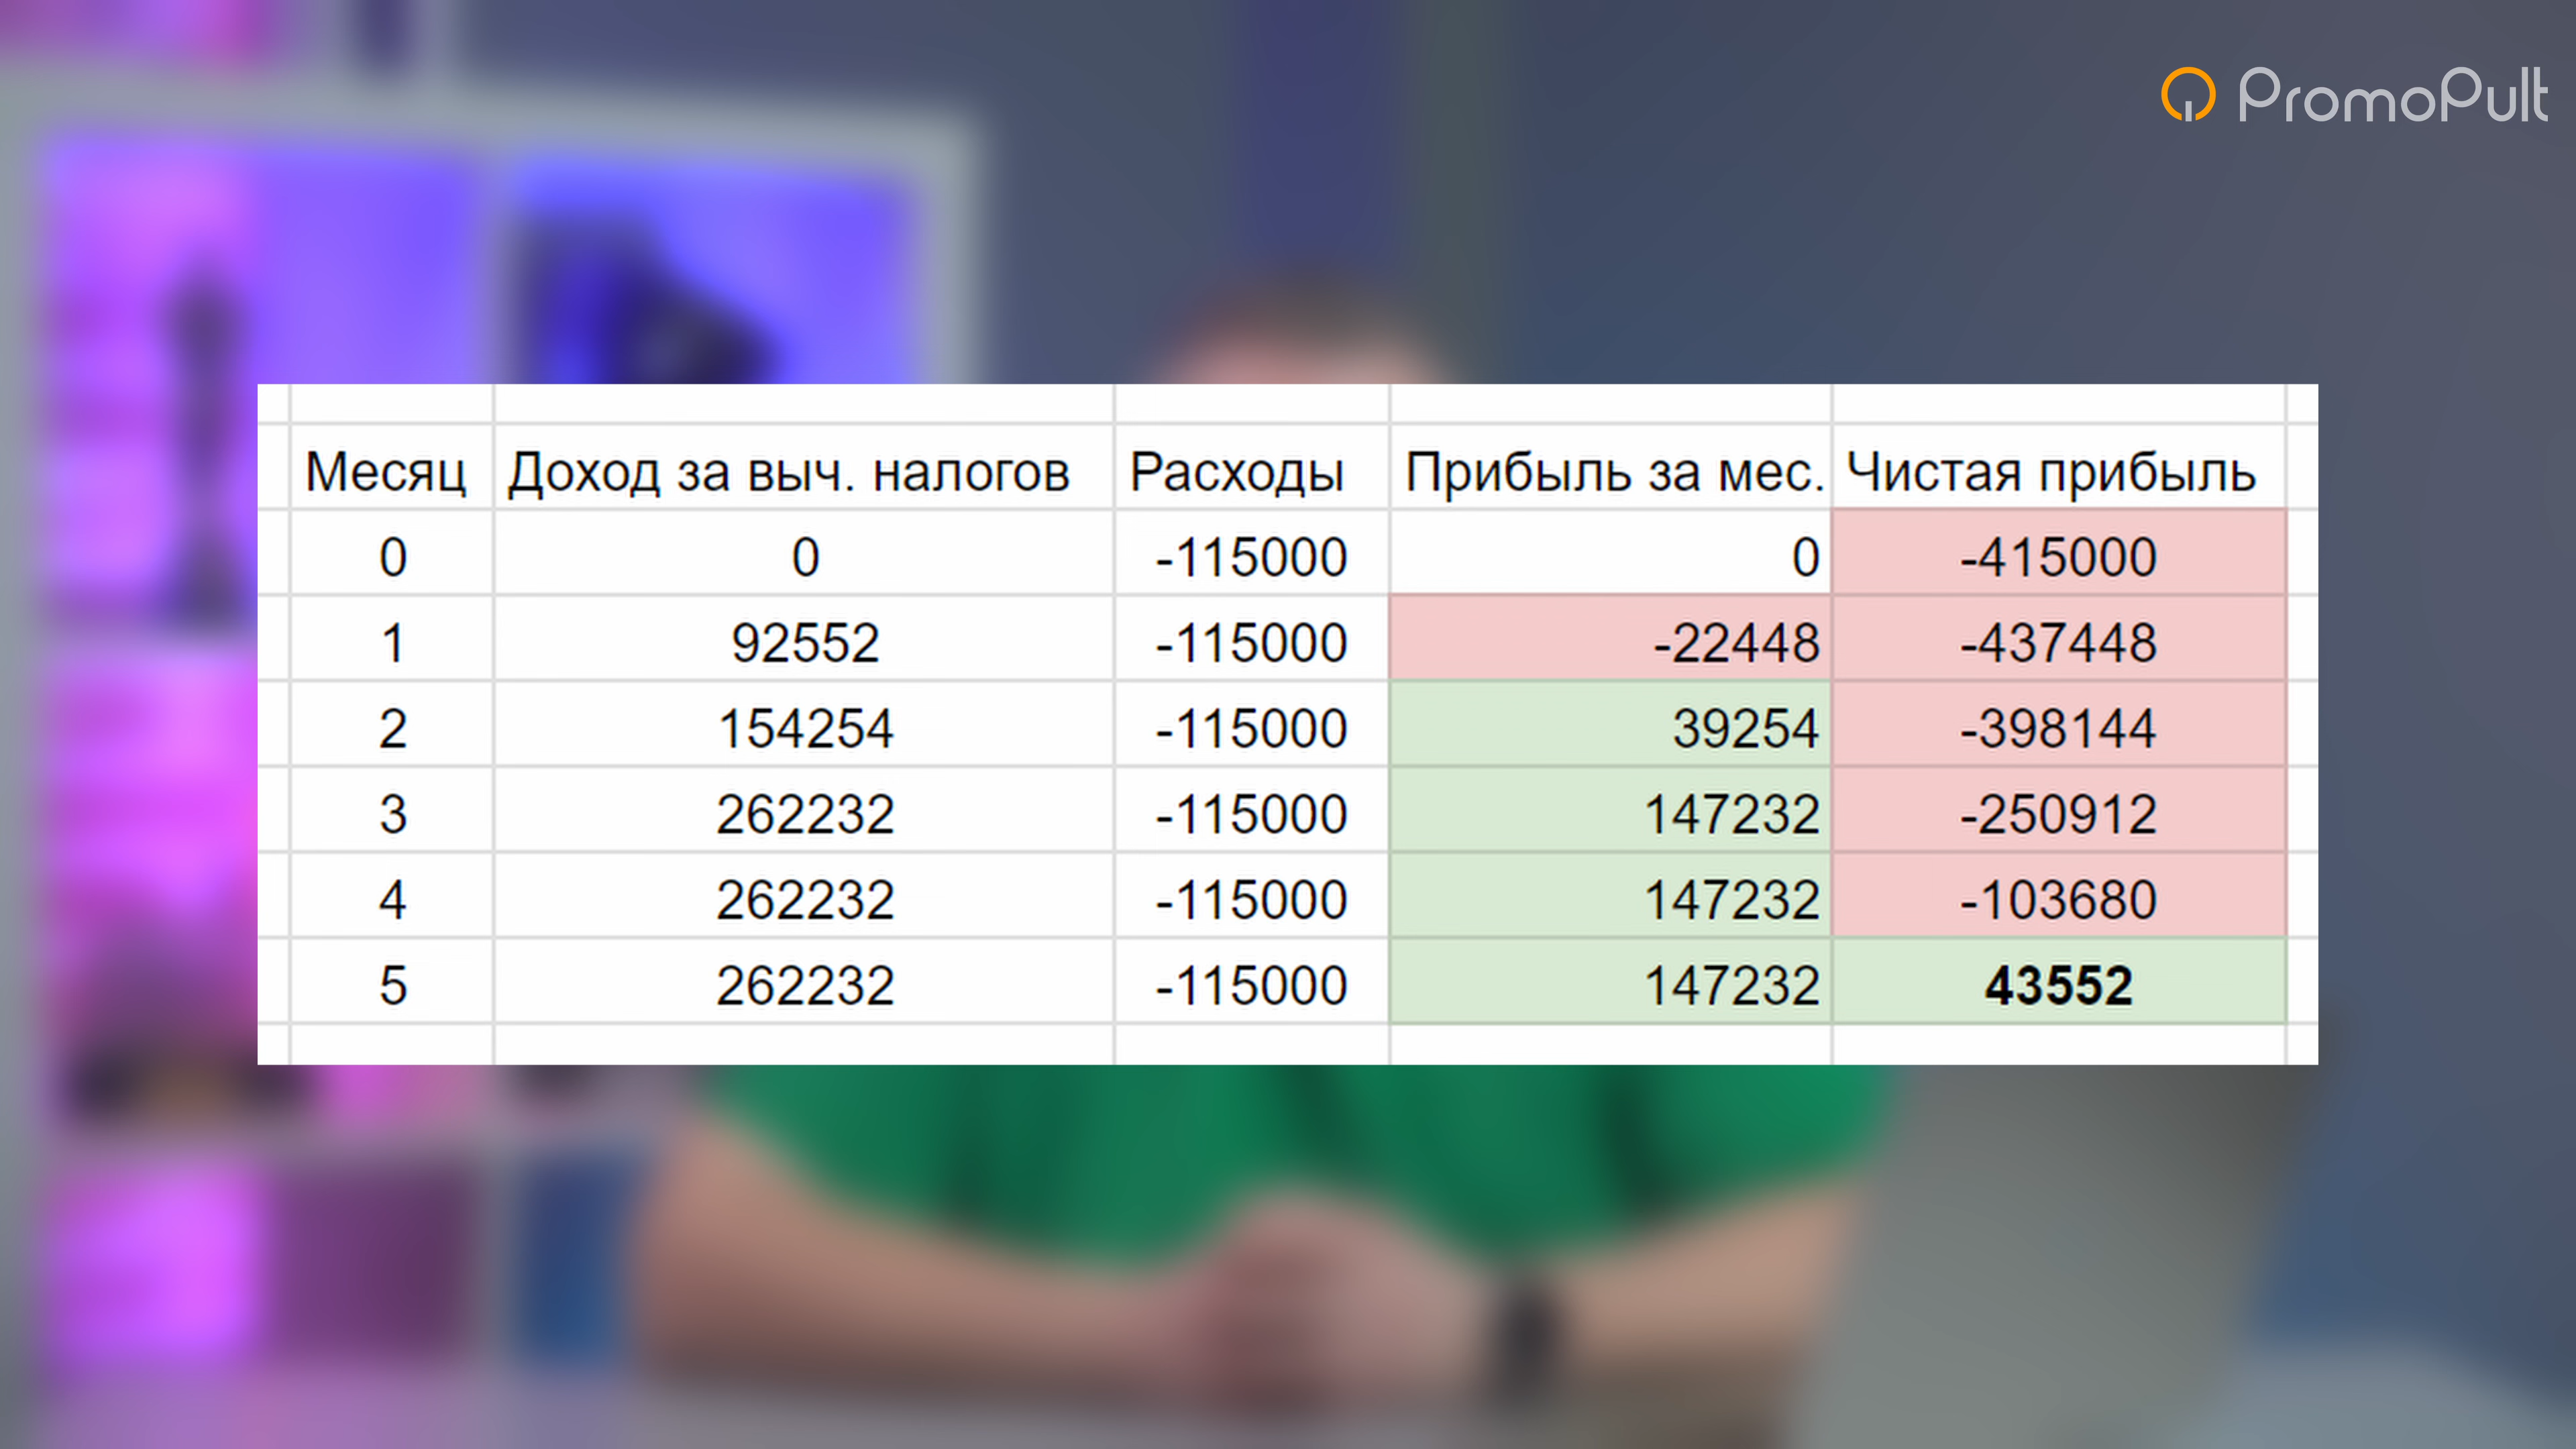 PromoPult
Месяц Доход за выч. налогов Расходы Прибыль за мес. Чистая прибыль
0 0 -115000 0 -415000
1 92552 -115000 -22448 -437448
2 154254 -115000 39254 -398144
3 262232 -115000 147232 -250912
4 262232 -115000 147232 -103680
5 262232 -115000 147232 43552